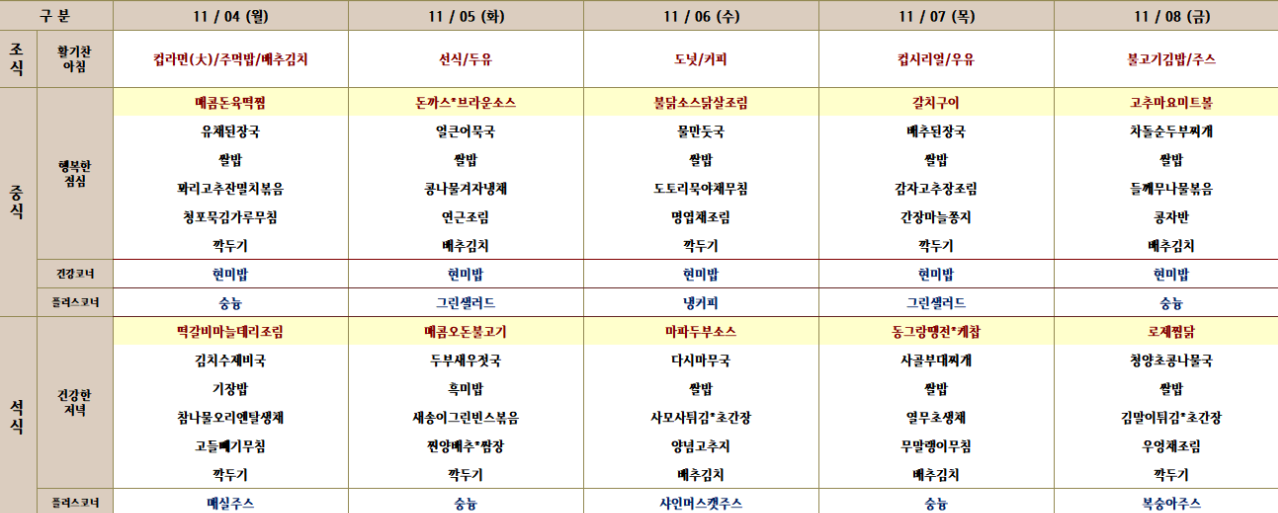 구 분 11 / 04 (월) 11 / 05 (화) 11 / 06 (수) 11 / 07 (목) 11 / 08 (금)
조식 활기찬 아침 컵라면(大)/주먹밥/배추김치 선식/두유 도넛/커피 컵시리얼/우유 불고기김밥/주스
중식 행복한 점심 매콤돈육떡찜 돈까스*브라운소스 불닭소스닭살조림 갈치구이 고추마요미트볼
유채된장국 얼큰어묵국 물만둣국 배추된장국 차돌순두부찌개
쌀밥 쌀밥 쌀밥 쌀밥 쌀밥
꽈리고추잔멸치볶음 콩나물겨자냉채 도토리묵야채무침 감자고추장조림 들깨무나물볶음
청포묵김가루무침 연근조림 명엽채조림 간장마늘쫑지 콩자반
깍두기 배추김치 깍두기 깍두기 배추김치
건강코너 현미밥 현미밥 현미밥 현미밥 현미밥
플러스코너 숭늉 그린샐러드 냉커피 그린샐러드 숭늉
석식 건강한 저녁 떡갈비마늘데리조림 매콤오돈불고기 마파두부소스 동그랑땡전*케찹 로제찜닭
김치수제비국 두부새우젓국 다시마무국 사골부대찌개 청양초콩나물국
기장밥 흑미밥 쌀밥 쌀밥 쌀밥
참나물오리엔탈생채 새송이그린빈스볶음 사모사튀김*초간장 열무초생채 김말이튀김*초간장
고들빼기무침 찐양배추*쌈장 양념고추지 무말랭이무침 우엉채조림
깍두기 깍두기 배추김치 배추김치 깍두기
플러스코너 매실주스 숭늉 샤인머스캣주스 숭늉 복숭아주스